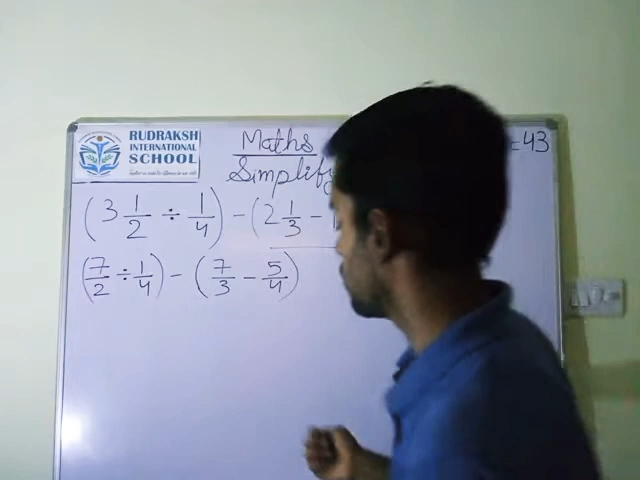 RUDRAKSH
INTERNATIONAL
SCHOOL
Maths
=43
Simplify
(3 1/2 ÷ 1/4) - (2 1/3 - 1
(7/2 ÷ 1/4) - (7/3 - 5/4)